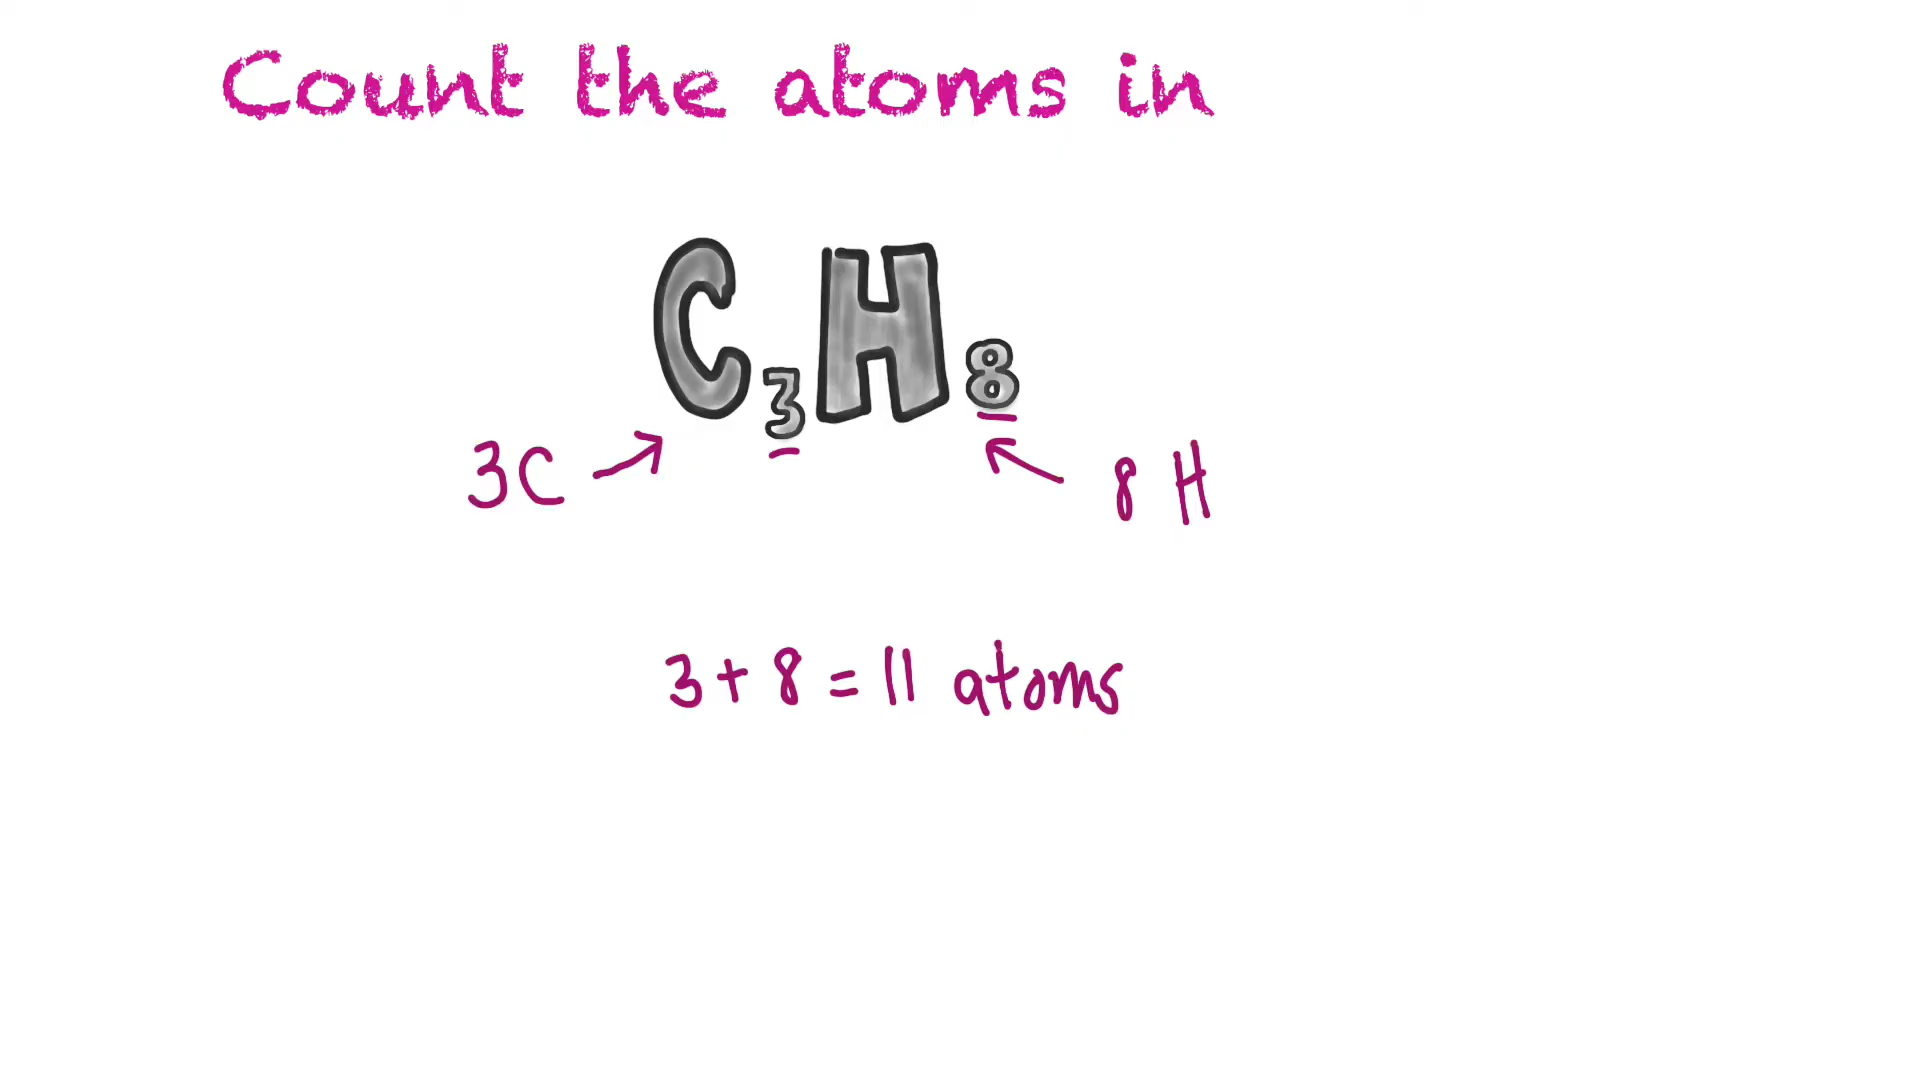 Count the atoms in
C₃H₈
3C 8 H
3 + 8 = 11 atoms